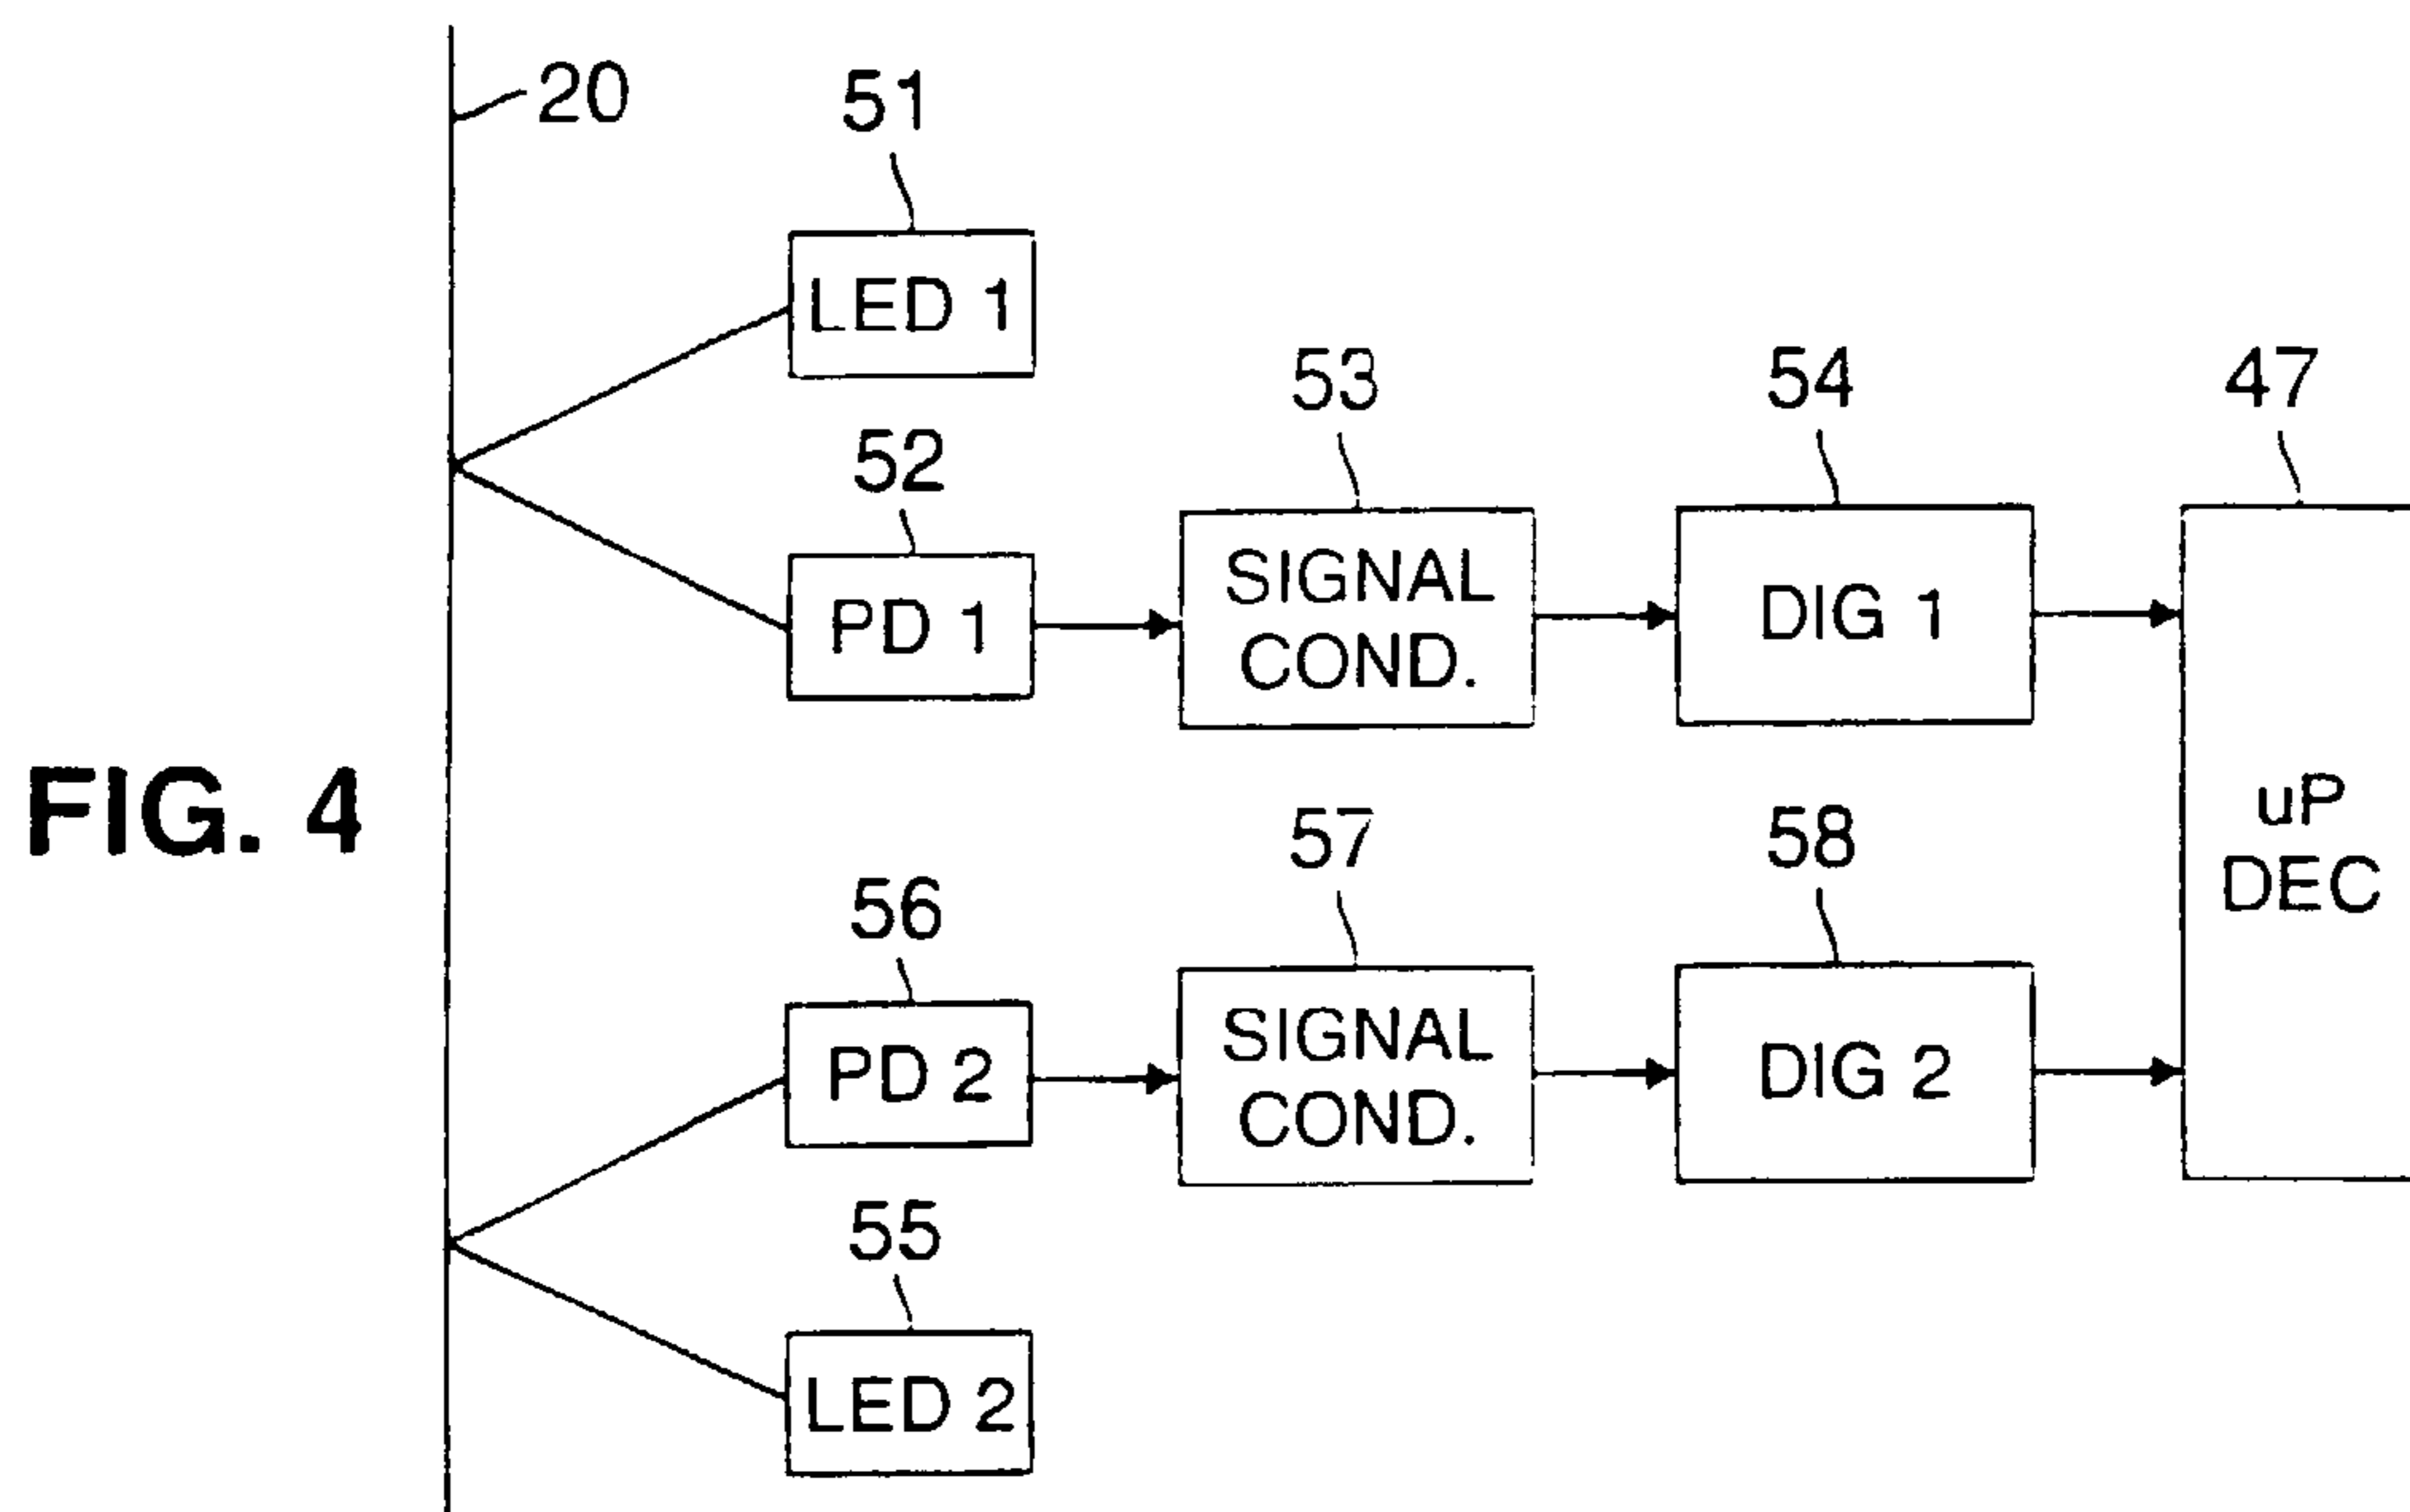 20
51
LED 1
52
PD 1
53
SIGNAL
COND.
54
DIG 1
47
uP
DEC
FIG. 4
56
PD 2
57
SIGNAL
COND.
58
DIG 2
55
LED 2